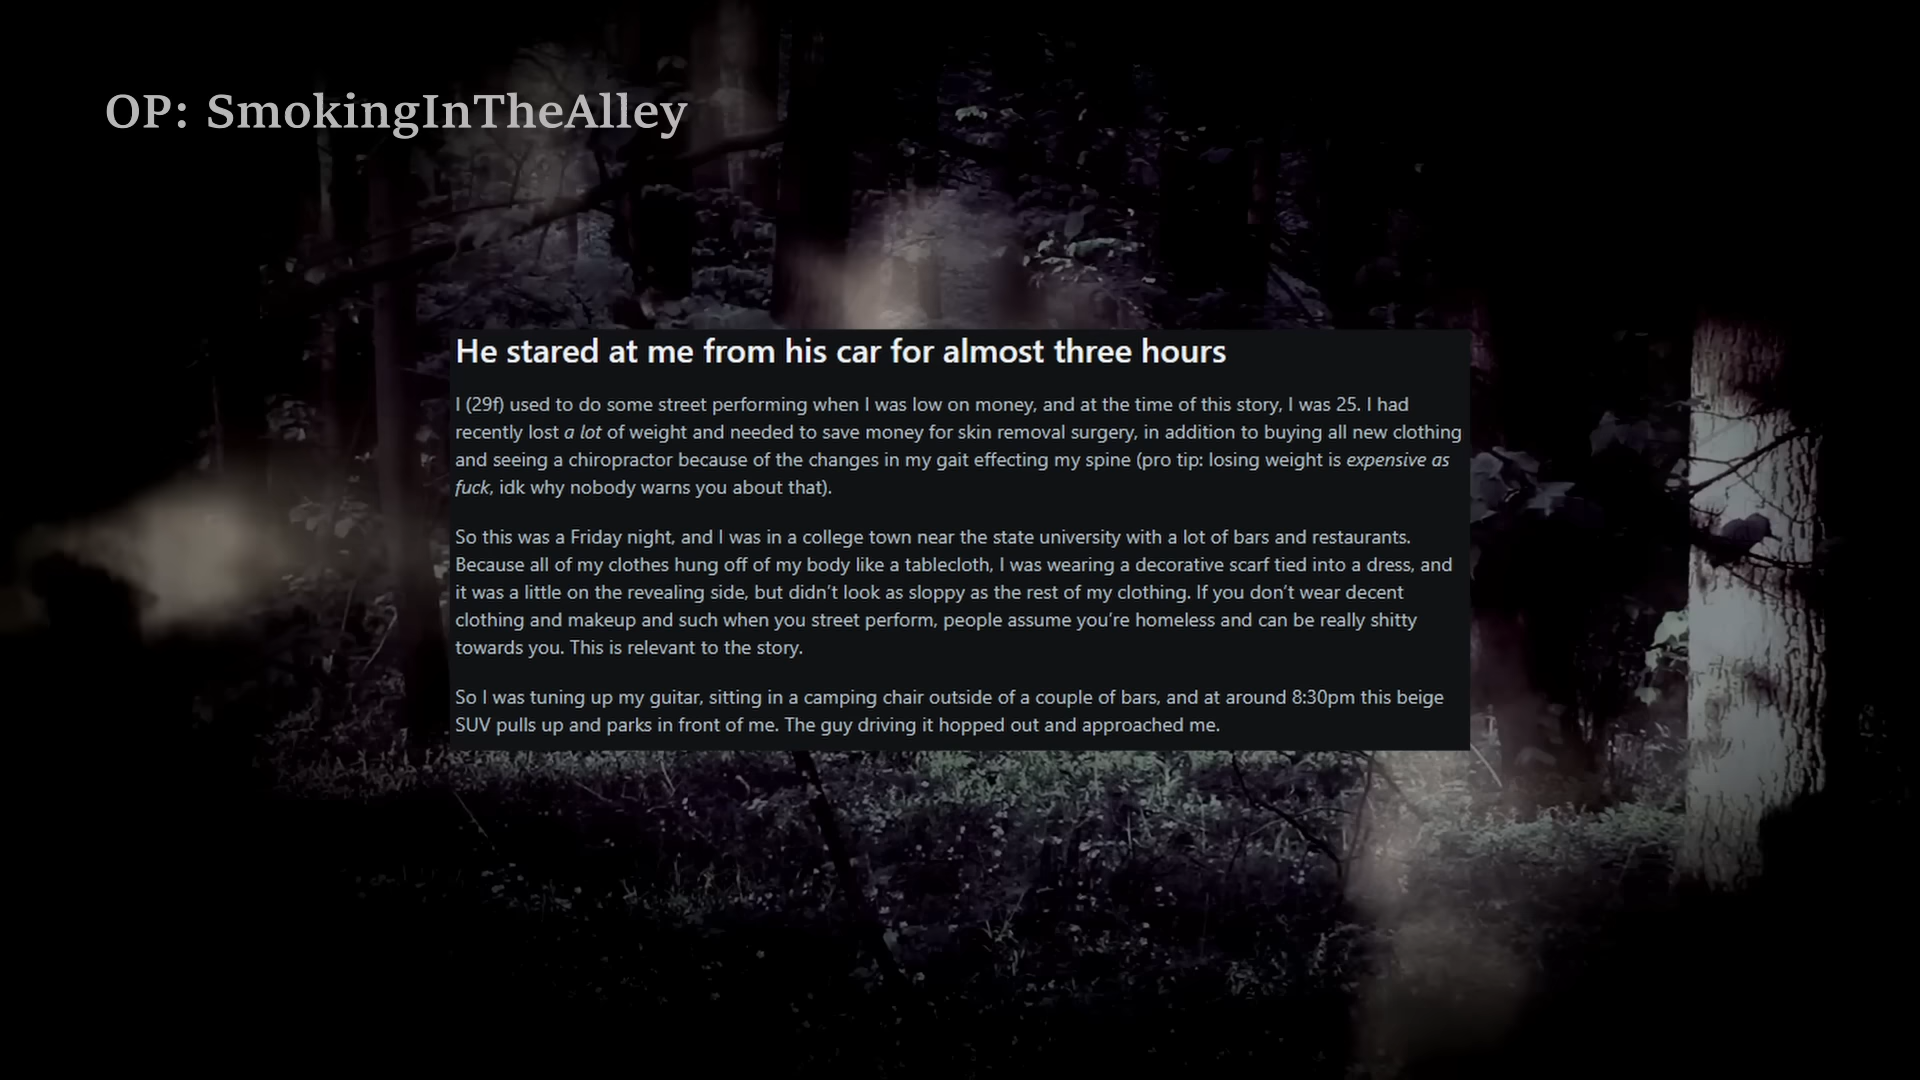 OP: SmokingInTheAlley
He stared at me from his car for almost three hours
I (29f) used to do some street performing when I was low on money, and at the time of this story, I was 25. I had
recently lost a lot of weight and needed to save money for skin removal surgery, in addition to buying all new clothing
and seeing a chiropractor because of the changes in my gait effecting my spine (pro tip: losing weight is expensive as
fuck, idk why nobody warns you about that).
So this was a Friday night, and I was in a college town near the state university with a lot of bars and restaurants.
Because all of my clothes hung off of my body like a tablecloth, I was wearing a decorative scarf tied into a dress, and
it was a little on the revealing side, but didn’t look as sloppy as the rest of my clothing. If you don’t wear decent
clothing and makeup and such when you street perform, people assume you’re homeless and can be really shitty
towards you. This is relevant to the story.
So I was tuning up my guitar, sitting in a camping chair outside of a couple of bars, and at around 8:30pm this beige
SUV pulls up and parks in front of me. The guy driving it hopped out and approached me.